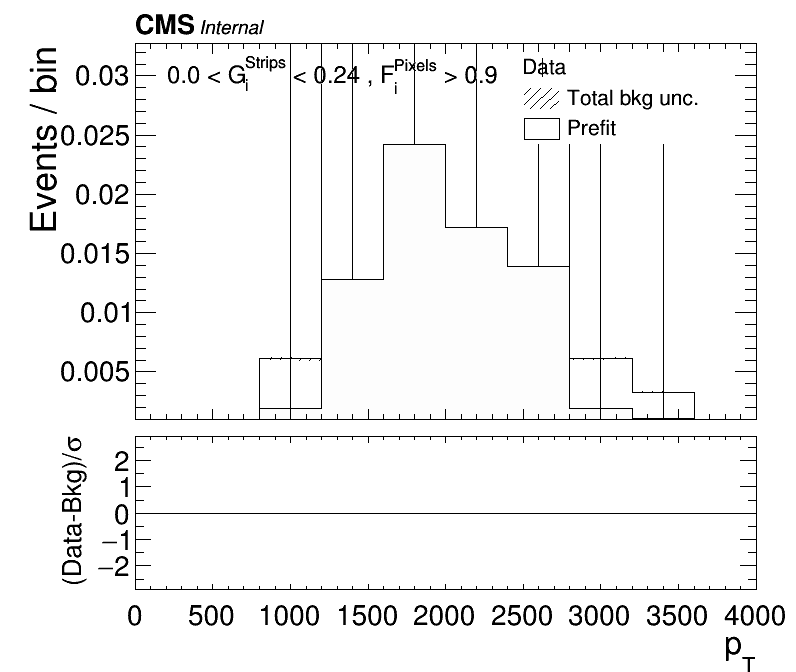 CMS Internal
Events / bin
0.0 < G_i^Strips < 0.24 , F_i^Pixels > 0.9
Data
Total bkg unc.
Prefit
0.03
0.025
0.02
0.015
0.01
0.005
(Data-Bkg)/σ
2
1
0
−1
−2
0 500 1000 1500 2000 2500 3000 3500 4000
p_T